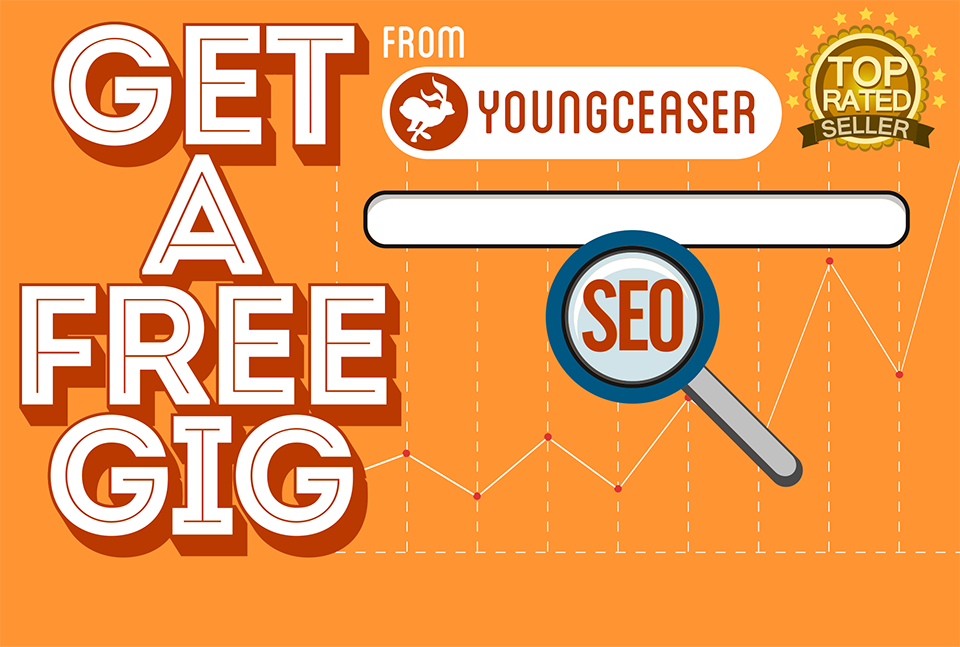 GET
A
FREE
GIG
FROM
YOUNGCEASER
TOP
RATED
SELLER
SEO